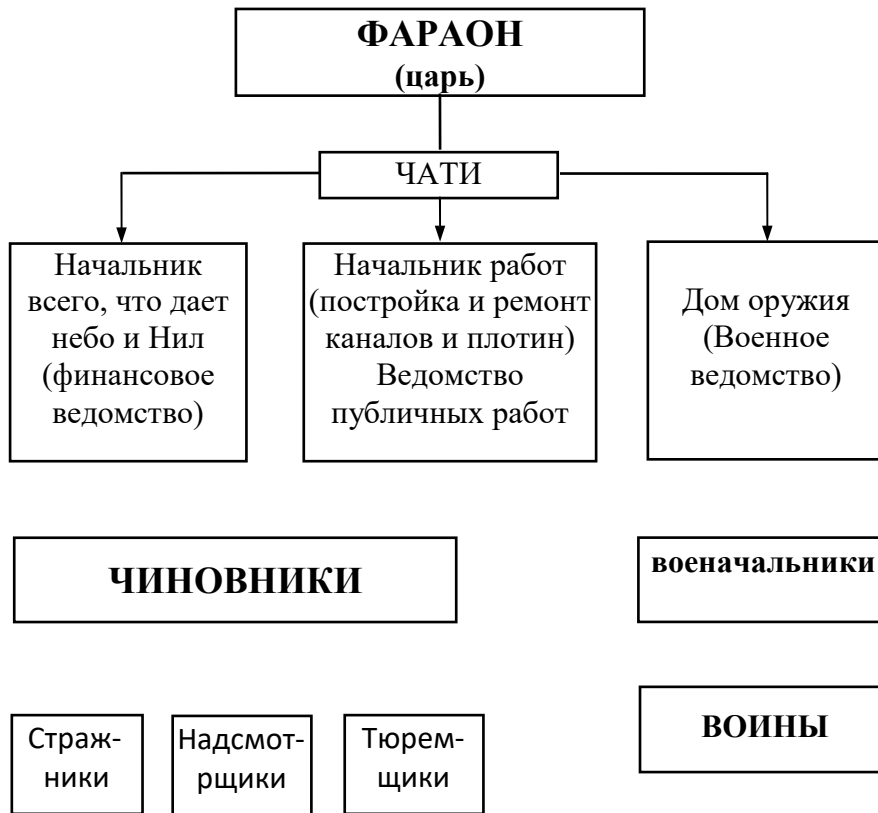 ФАРАОН
(царь)
ЧАТИ
Начальник
всего, что дает
небо и Нил
(финансовое
ведомство)
Начальник работ
(постройка и ремонт
каналов и плотин)
Ведомство
публичных работ
Дом оружия
(Военное
ведомство)
ЧИНОВНИКИ
военачальники
Страж-
ники
Надсмот-
рщики
Тюрем-
щики
ВОИНЫ